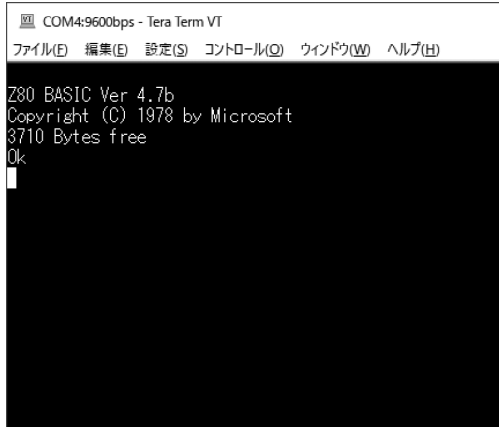 COM4:9600bps - Tera Term VT
ファイル(F) 編集(E) 設定(S) コントロール(O) ウィンドウ(W) ヘルプ(H)
Z80 BASIC Ver 4.7b
Copyright (C) 1978 by Microsoft
3710 Bytes free
Ok